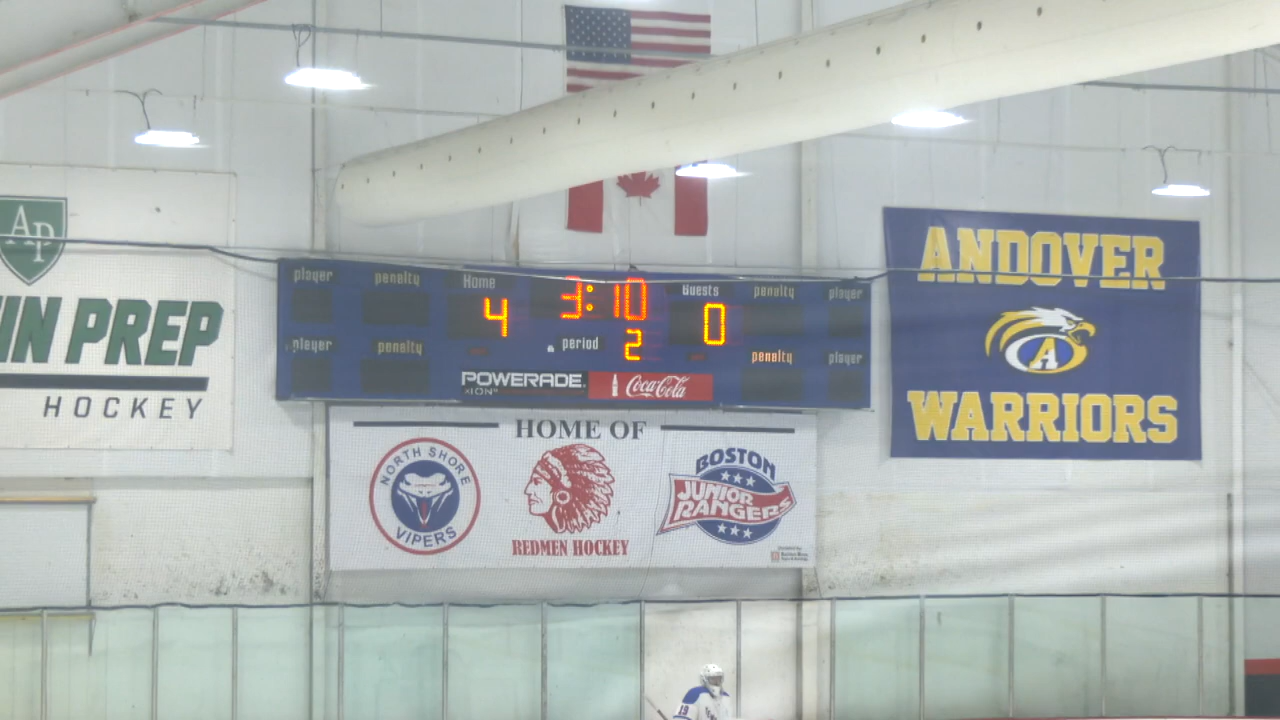 AP
IN PREP
HOCKEY
player penalty Home 3:10 Guests penalty player
4 0
player penalty period 2 penalty player
POWERADE Coca-Cola
ION
HOME OF
NORTH SHORE
VIPERS
REDMEN HOCKEY
BOSTON
JUNIOR
RANGERS
ANDOVER
A
WARRIORS
19